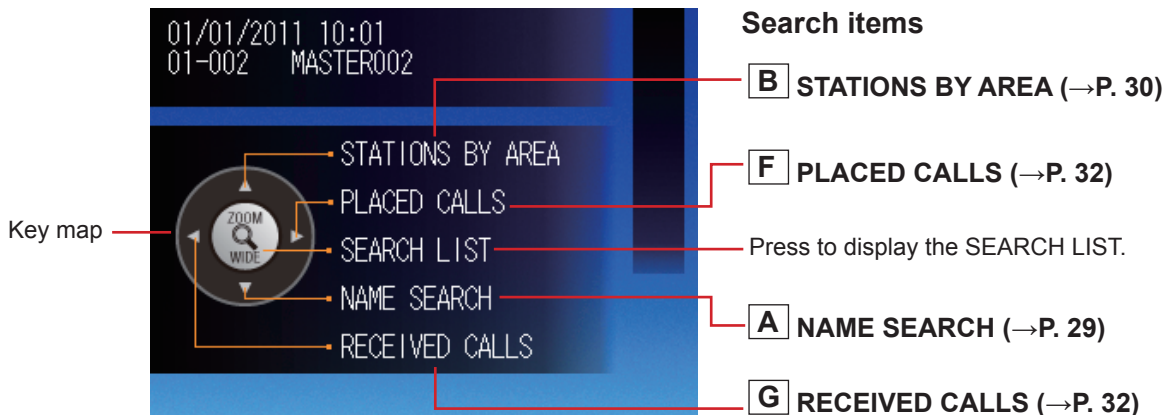 01/01/2011 10:01
01-002 MASTER002
Search items
B STATIONS BY AREA (→P. 30)
STATIONS BY AREA
F PLACED CALLS (→P. 32)
PLACED CALLS
Key map
ZOOM
WIDE
SEARCH LIST
Press to display the SEARCH LIST.
NAME SEARCH
A NAME SEARCH (→P. 29)
RECEIVED CALLS
G RECEIVED CALLS (→P. 32)